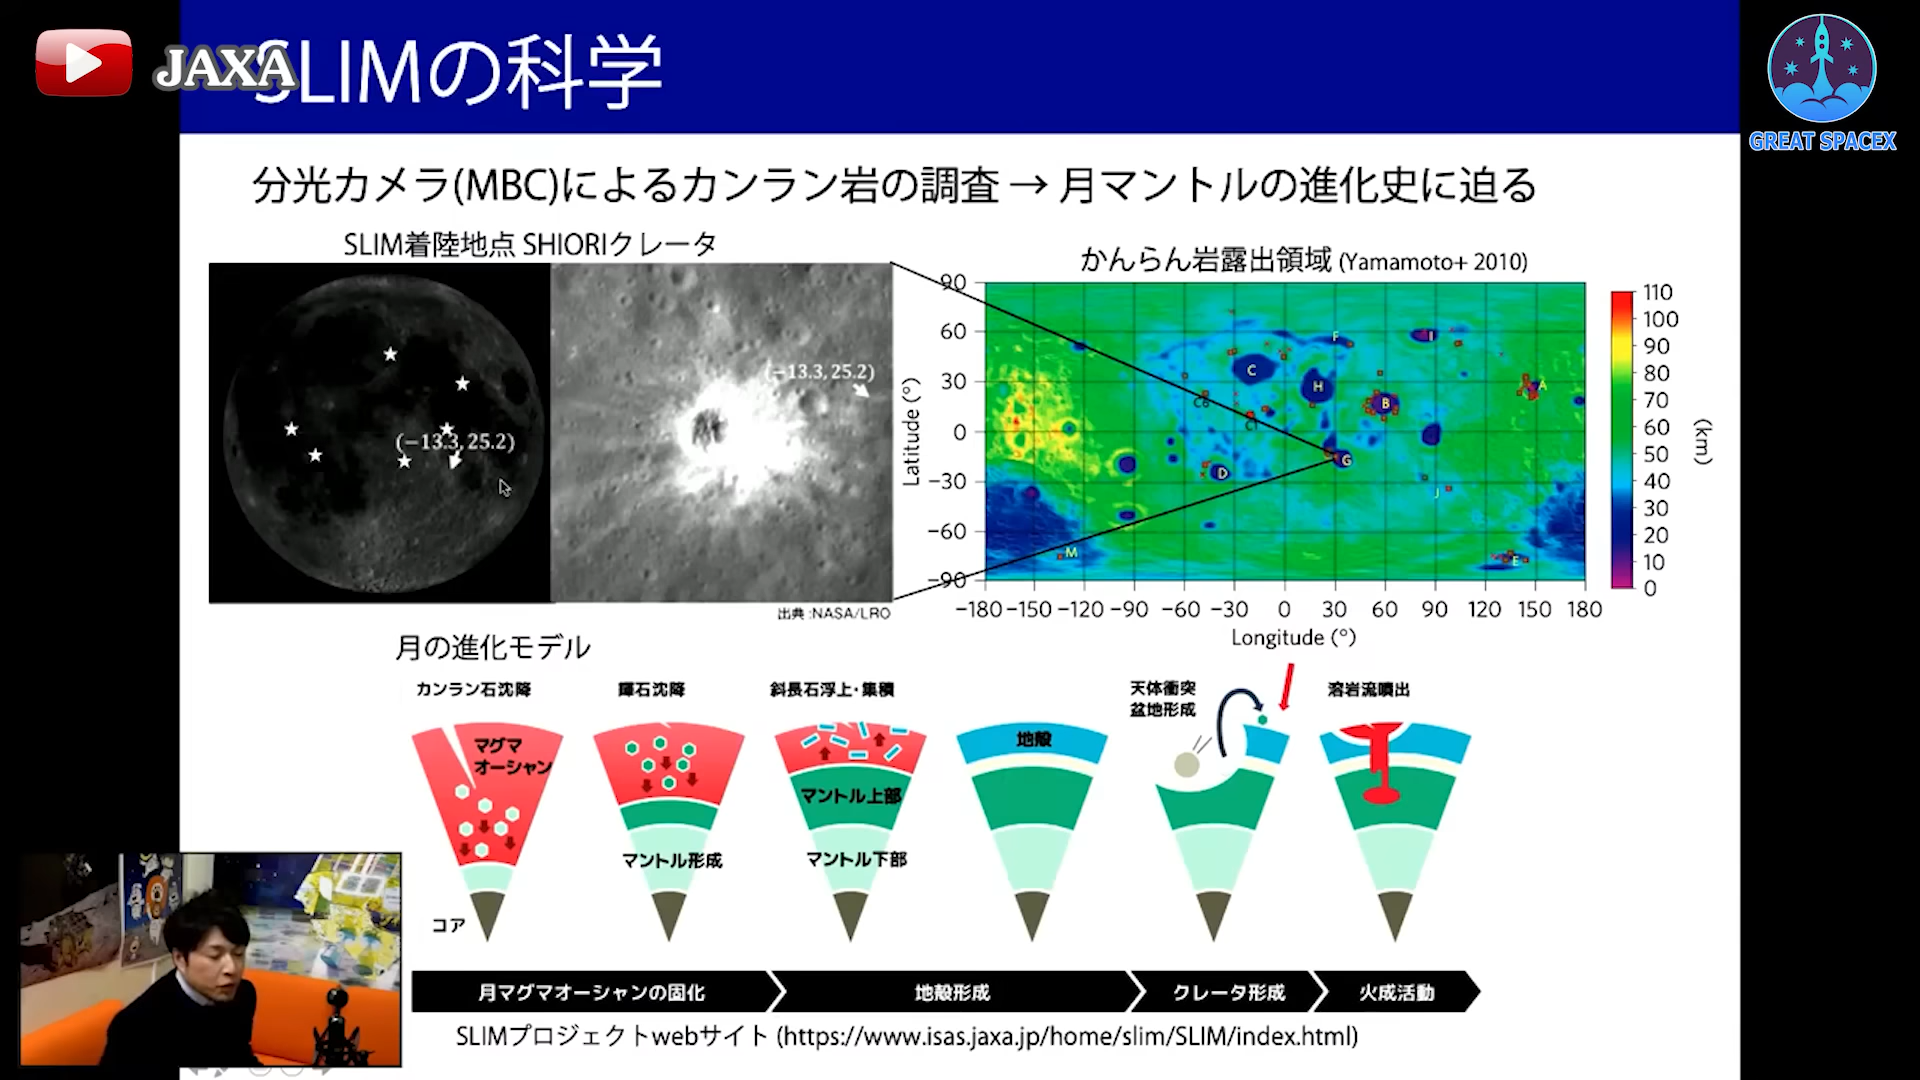 JAXA
SLIMの科学
GREAT SPACEX
分光カメラ(MBC)によるカンラン岩の調査 → 月マントルの進化史に迫る
SLIM着陸地点 SHIORIクレータ
(−13.3, 25.2)
(−13.3, 25.2)
出典 :NASA/LRO
かんらん岩露出領域 (Yamamoto+ 2010)
Latitude (°)
90
60
30
0
−30
−60
−90
−180 −150 −120 −90 −60 −30 0 30 60 90 120 150 180
Longitude (°)
F
I
C
H
A
B
G
D
J
M
E
110
100
90
80
70
60
50
40
30
20
10
0
(km)
月の進化モデル
カンラン石沈降
輝石沈降
斜長石浮上・集積
天体衝突
盆地形成
溶岩流噴出
マグマ
オーシャン
地殻
マントル上部
マントル形成
マントル下部
コア
月マグマオーシャンの固化
地殻形成
クレータ形成
火成活動
SLIMプロジェクトwebサイト (https://www.isas.jaxa.jp/home/slim/SLIM/index.html)